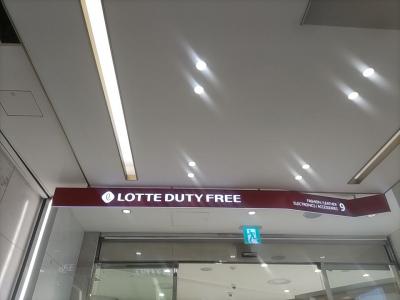 LOTTE DUTY FREE
FASHION / LEATHER
ELECTRONICS / ACCESSORIES
9